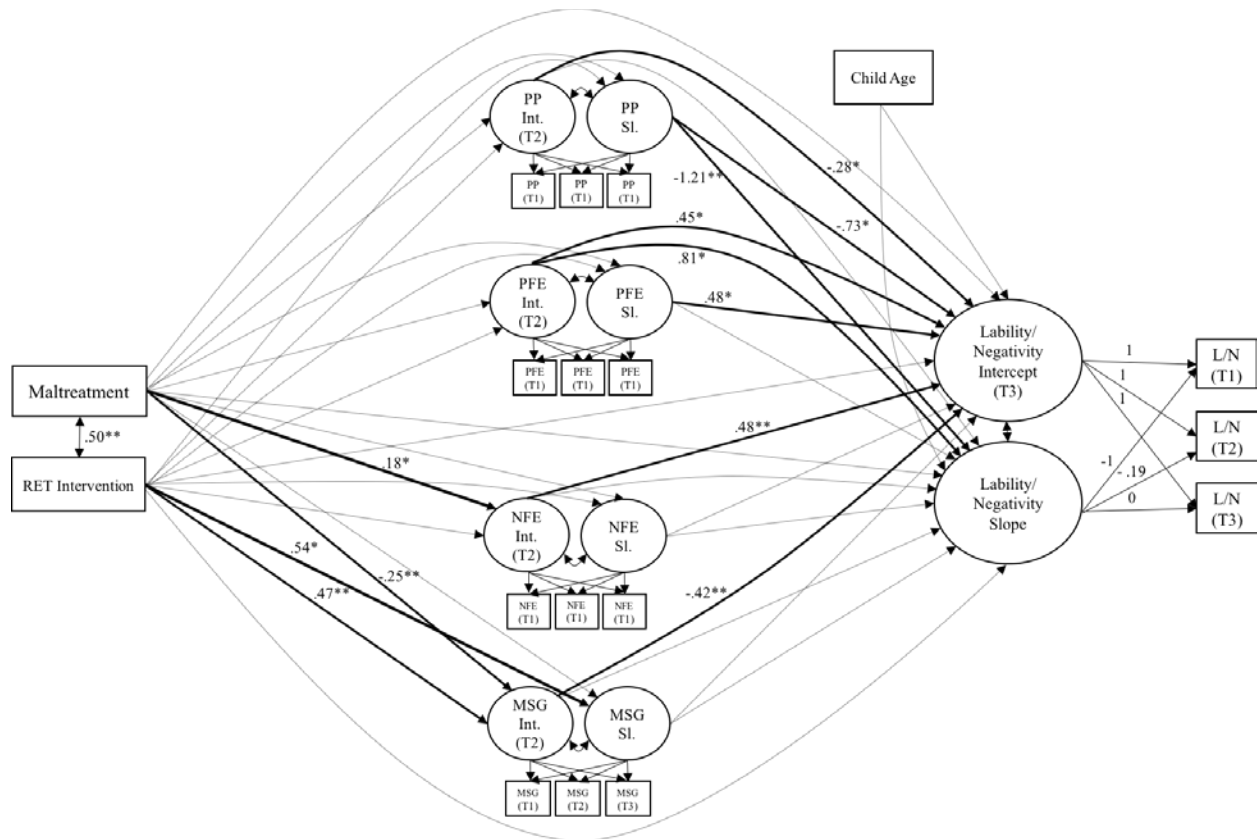 PP
Int.
(T2)
PP
Sl.
Child Age
PP
(T1)
PP
(T1)
PP
(T1)
-.28*
-1.21**
-.73*
.45*
.81*
PFE
Int.
(T2)
PFE
Sl.
.48*
PFE
(T1)
PFE
(T1)
PFE
(T1)
Lability/
Negativity
Intercept
(T3)
1
1
1
L/N
(T1)
Maltreatment
.50**
RET Intervention
.18*
.48**
L/N
(T2)
-1
- .19
0
Lability/
Negativity
Slope
L/N
(T3)
NFE
Int.
(T2)
NFE
Sl.
.54*
-.25**
.47**
-.42**
NFE
(T1)
NFE
(T1)
NFE
(T1)
MSG
Int.
(T2)
MSG
Sl.
MSG
(T1)
MSG
(T2)
MSG
(T3)